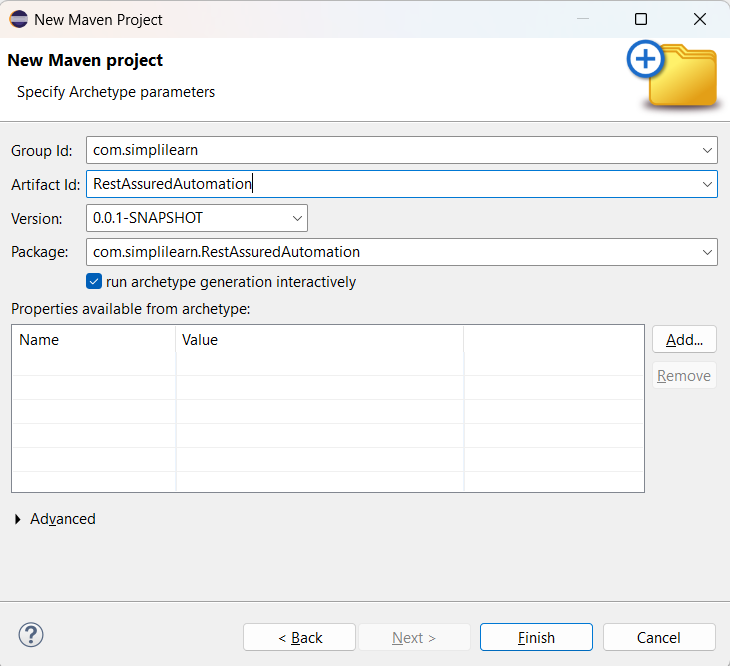 New Maven Project
New Maven project
Specify Archetype parameters
Group Id: com.simplilearn
Artifact Id: RestAssuredAutomation
Version: 0.0.1-SNAPSHOT
Package: com.simplilearn.RestAssuredAutomation
run archetype generation interactively
Properties available from archetype:
Name Value Add...
Remove
Advanced
? < Back Next > Finish Cancel